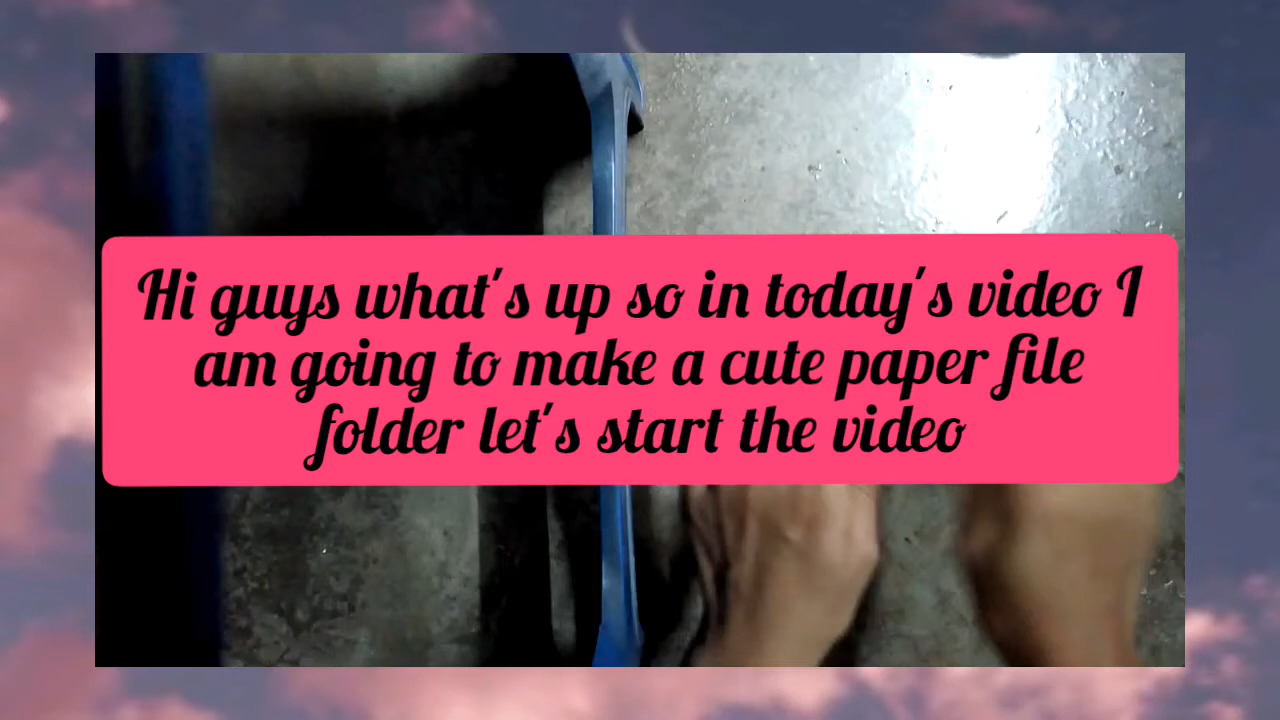 Hi guys what's up so in today's video I
am going to make a cute paper file
folder let's start the video